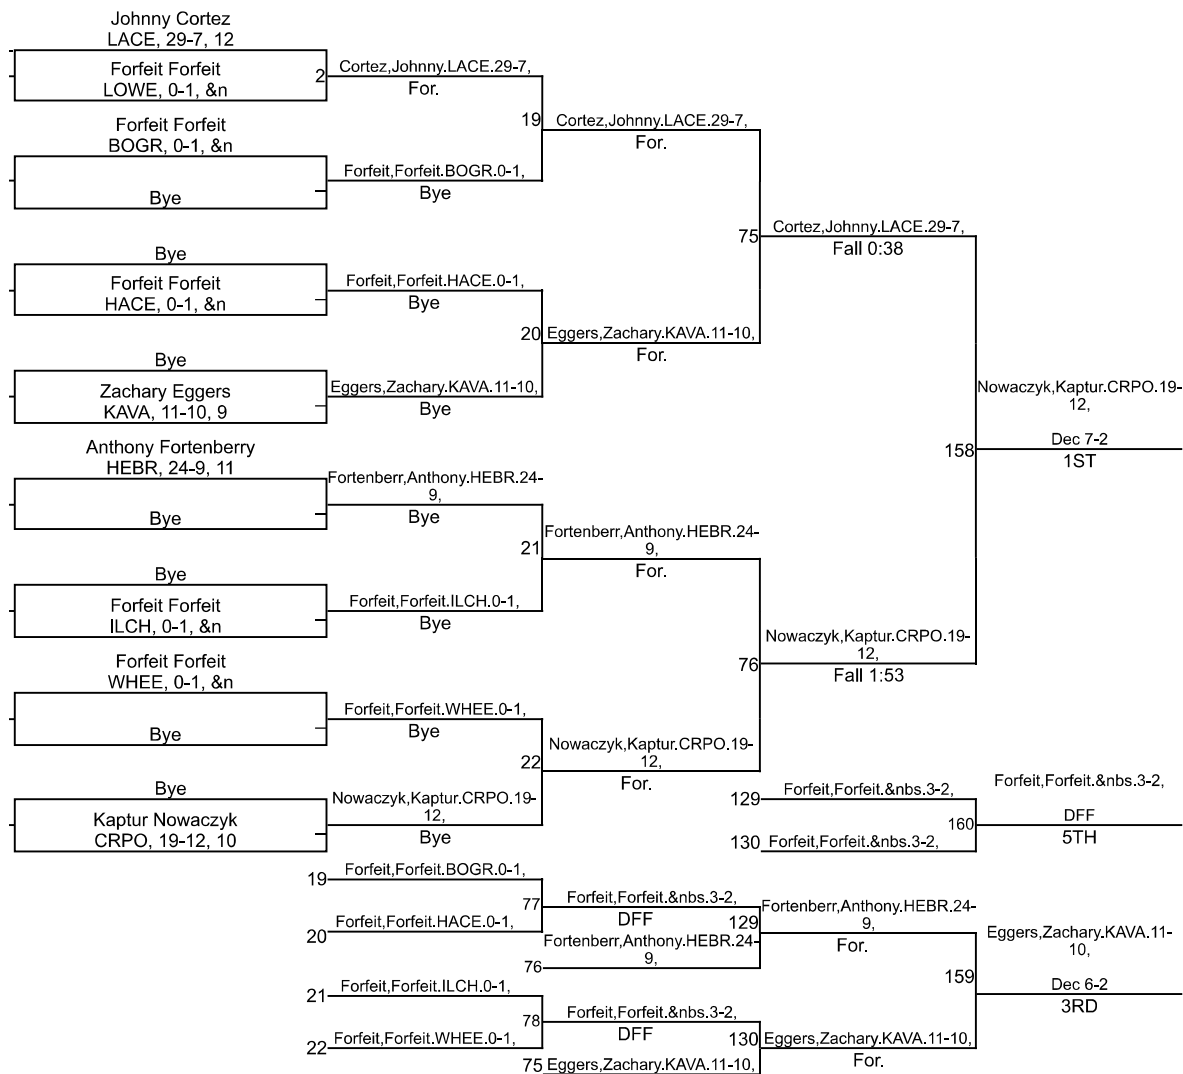 Johnny Cortez
LACE, 29-7, 12
Forfeit Forfeit
LOWE, 0-1, &n
2
Cortez,Johnny.LACE.29-7,
For.
Forfeit Forfeit
BOGR, 0-1, &n
Bye
Forfeit,Forfeit.BOGR.0-1,
Bye
19
Cortez,Johnny.LACE.29-7,
For.
Bye
Forfeit Forfeit
HACE, 0-1, &n
Forfeit,Forfeit.HACE.0-1,
Bye
Bye
Zachary Eggers
KAVA, 11-10, 9
Eggers,Zachary.KAVA.11-10,
Bye
20
Eggers,Zachary.KAVA.11-10,
For.
75
Cortez,Johnny.LACE.29-7,
Fall 0:38
Anthony Fortenberry
HEBR, 24-9, 11
Bye
Fortenberr,Anthony.HEBR.24-
9,
Bye
Bye
Forfeit Forfeit
ILCH, 0-1, &n
Forfeit,Forfeit.ILCH.0-1,
Bye
21
Fortenberr,Anthony.HEBR.24-
9,
For.
Forfeit Forfeit
WHEE, 0-1, &n
Bye
Forfeit,Forfeit.WHEE.0-1,
Bye
Bye
Kaptur Nowaczyk
CRPO, 19-12, 10
Nowaczyk,Kaptur.CRPO.19-
12,
Bye
22
Nowaczyk,Kaptur.CRPO.19-
12,
For.
76
Nowaczyk,Kaptur.CRPO.19-
12,
Fall 1:53
158
Nowaczyk,Kaptur.CRPO.19-
12,
Dec 7-2
1ST
129
Forfeit,Forfeit.&nbs.3-2,
130
Forfeit,Forfeit.&nbs.3-2,
160
Forfeit,Forfeit.&nbs.3-2,
DFF
5TH
19
Forfeit,Forfeit.BOGR.0-1,
20
Forfeit,Forfeit.HACE.0-1,
77
Forfeit,Forfeit.&nbs.3-2,
DFF
76
Fortenberr,Anthony.HEBR.24-
9,
129
Fortenberr,Anthony.HEBR.24-
9,
For.
21
Forfeit,Forfeit.ILCH.0-1,
22
Forfeit,Forfeit.WHEE.0-1,
78
Forfeit,Forfeit.&nbs.3-2,
DFF
75
Eggers,Zachary.KAVA.11-10,
130
Eggers,Zachary.KAVA.11-10,
For.
159
Eggers,Zachary.KAVA.11-
10,
Dec 6-2
3RD